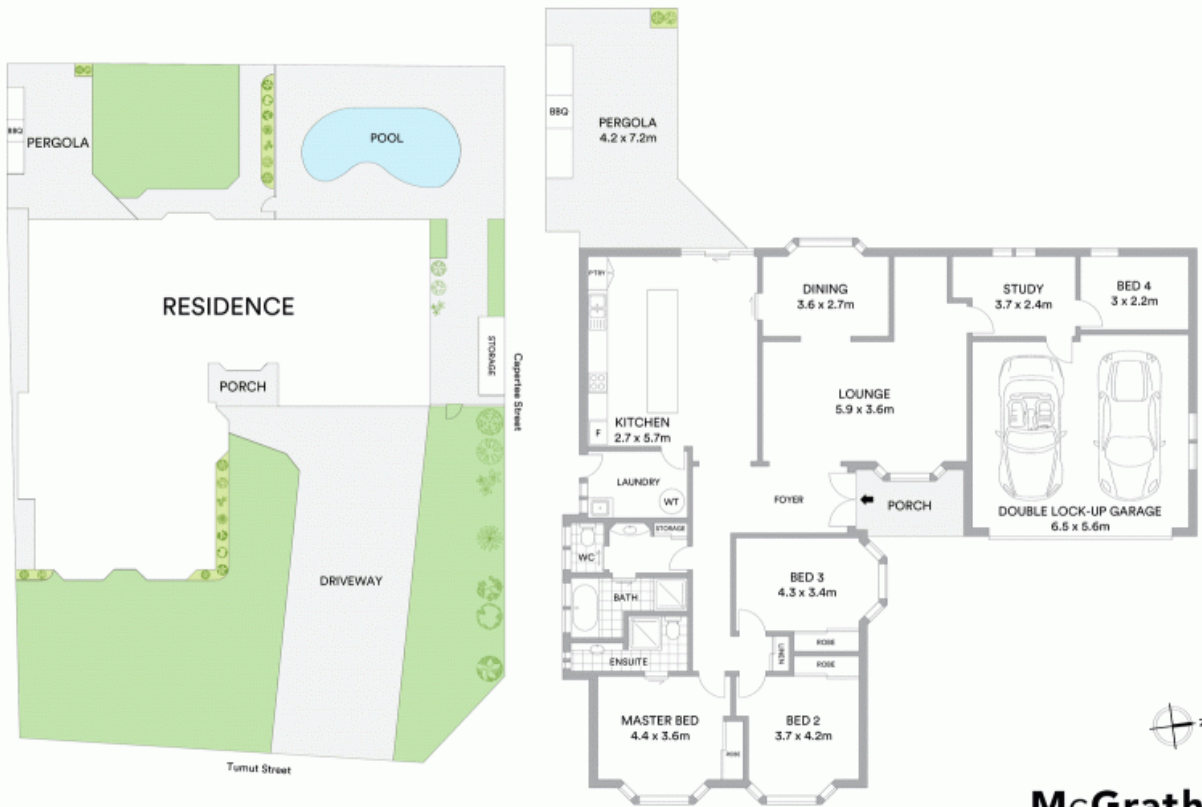 BBQ
PERGOLA
POOL
RESIDENCE
STORAGE
Capertee Street
PORCH
DRIVEWAY
Tumut Street
BBQ
PERGOLA
4.2 x 7.2m
PTRY
DINING
3.6 x 2.7m
STUDY
3.7 x 2.4m
BED 4
3 x 2.2m
LOUNGE
5.9 x 3.6m
KITCHEN
2.7 x 5.7m
F
LAUNDRY
WT
FOYER
PORCH
DOUBLE LOCK-UP GARAGE
6.5 x 5.6m
STORAGE
WC
BATH
BED 3
4.3 x 3.4m
ROBE
LINEN
ROBE
ENSUITE
MASTER BED
4.4 x 3.6m
ROBE
BED 2
3.7 x 4.2m
McGrath